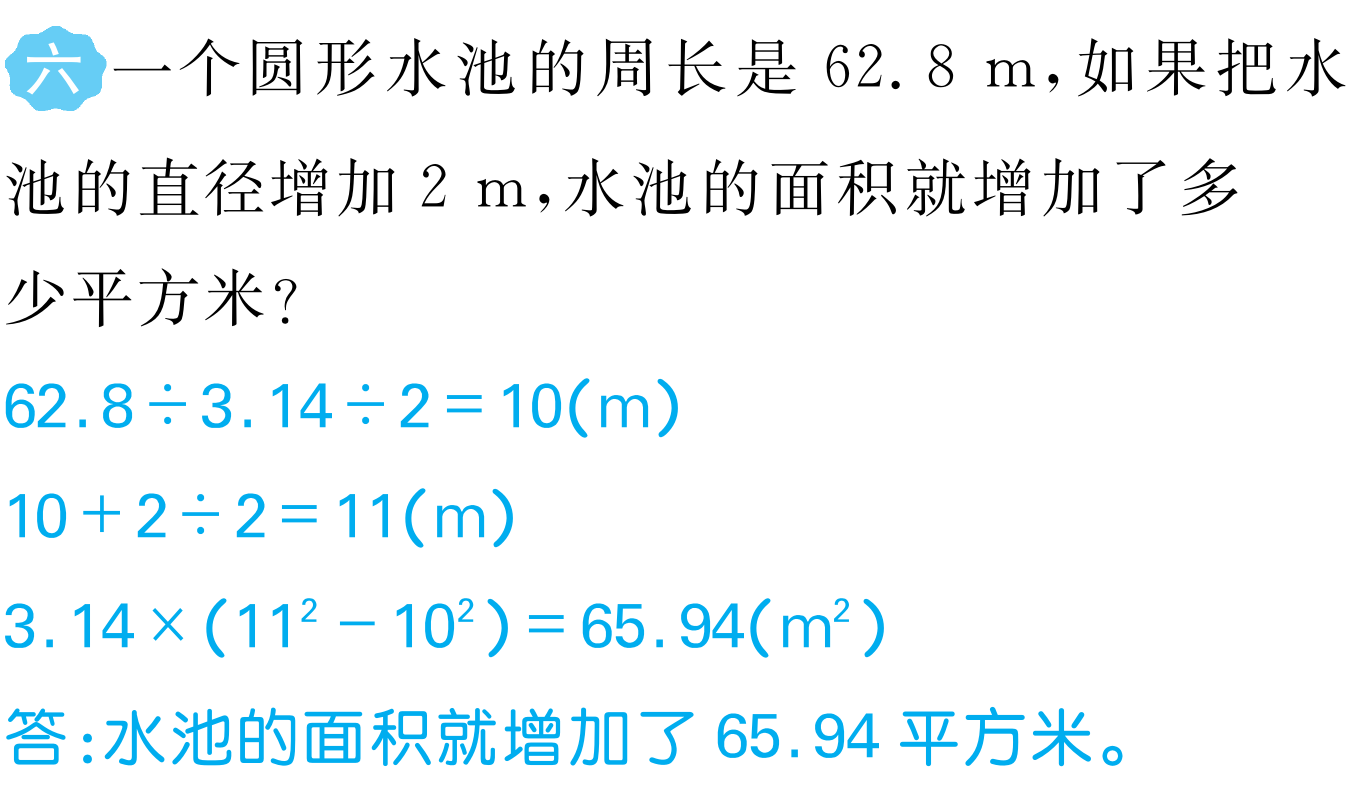 六 一个圆形水池的周长是 62.8 m,如果把水
池的直径增加 2 m,水池的面积就增加了多
少平方米?
62.8÷3.14÷2=10(m)
10+2÷2=11(m)
3.14×(11²-10²)=65.94(m²)
答:水池的面积就增加了 65.94 平方米。